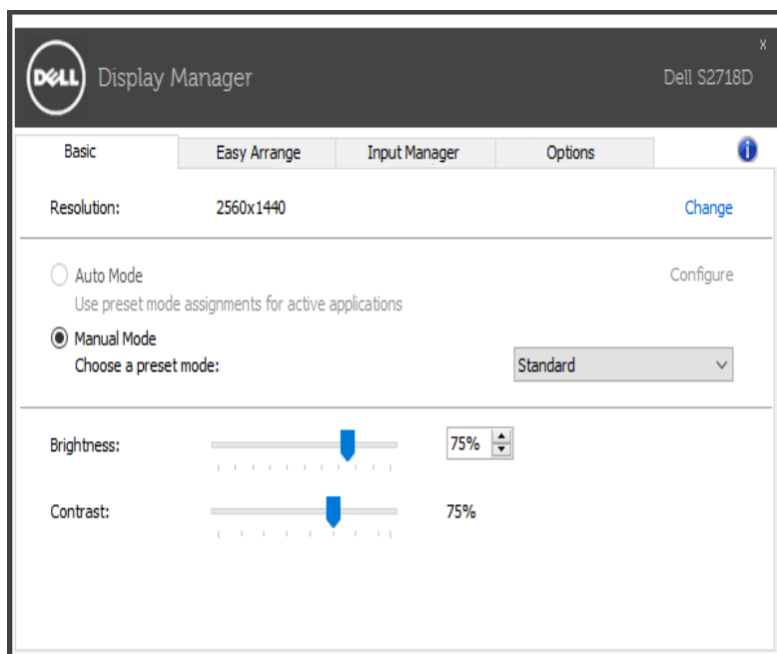 x
DELL Display Manager Dell S2718D
Basic Easy Arrange Input Manager Options i
Resolution: 2560x1440 Change
Auto Mode Configure
Use preset mode assignments for active applications
Manual Mode
Choose a preset mode: Standard
Brightness: 75%
Contrast: 75%